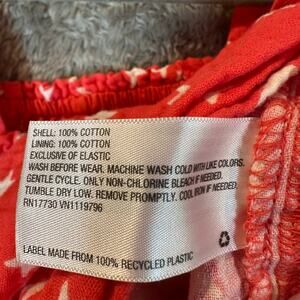 SHELL: 100% COTTON
LINING: 100% COTTON
EXCLUSIVE OF ELASTIC
WASH BEFORE WEAR. MACHINE WASH COLD WITH LIKE COLORS.
GENTLE CYCLE. ONLY NON-CHLORINE BLEACH IF NEEDED.
TUMBLE DRY LOW. REMOVE PROMPTLY. COOL IRON IF NEEDED.
RN17730 VN1119796
LABEL MADE FROM 100% RECYCLED PLASTIC